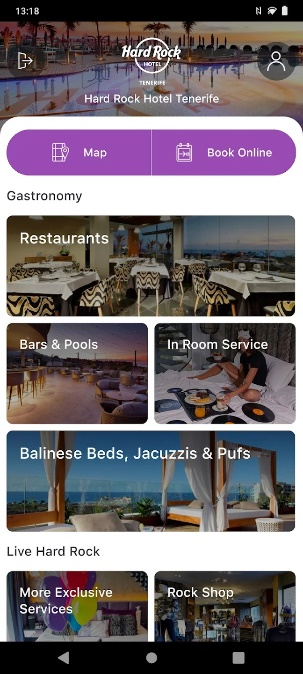 13:18
Hard Rock
HOTEL
TENERIFE
Hard Rock Hotel Tenerife
Map
Book Online
Gastronomy
Restaurants
Bars & Pools
In Room Service
Balinese Beds, Jacuzzis & Pufs
Live Hard Rock
More Exclusive
Services
Rock Shop